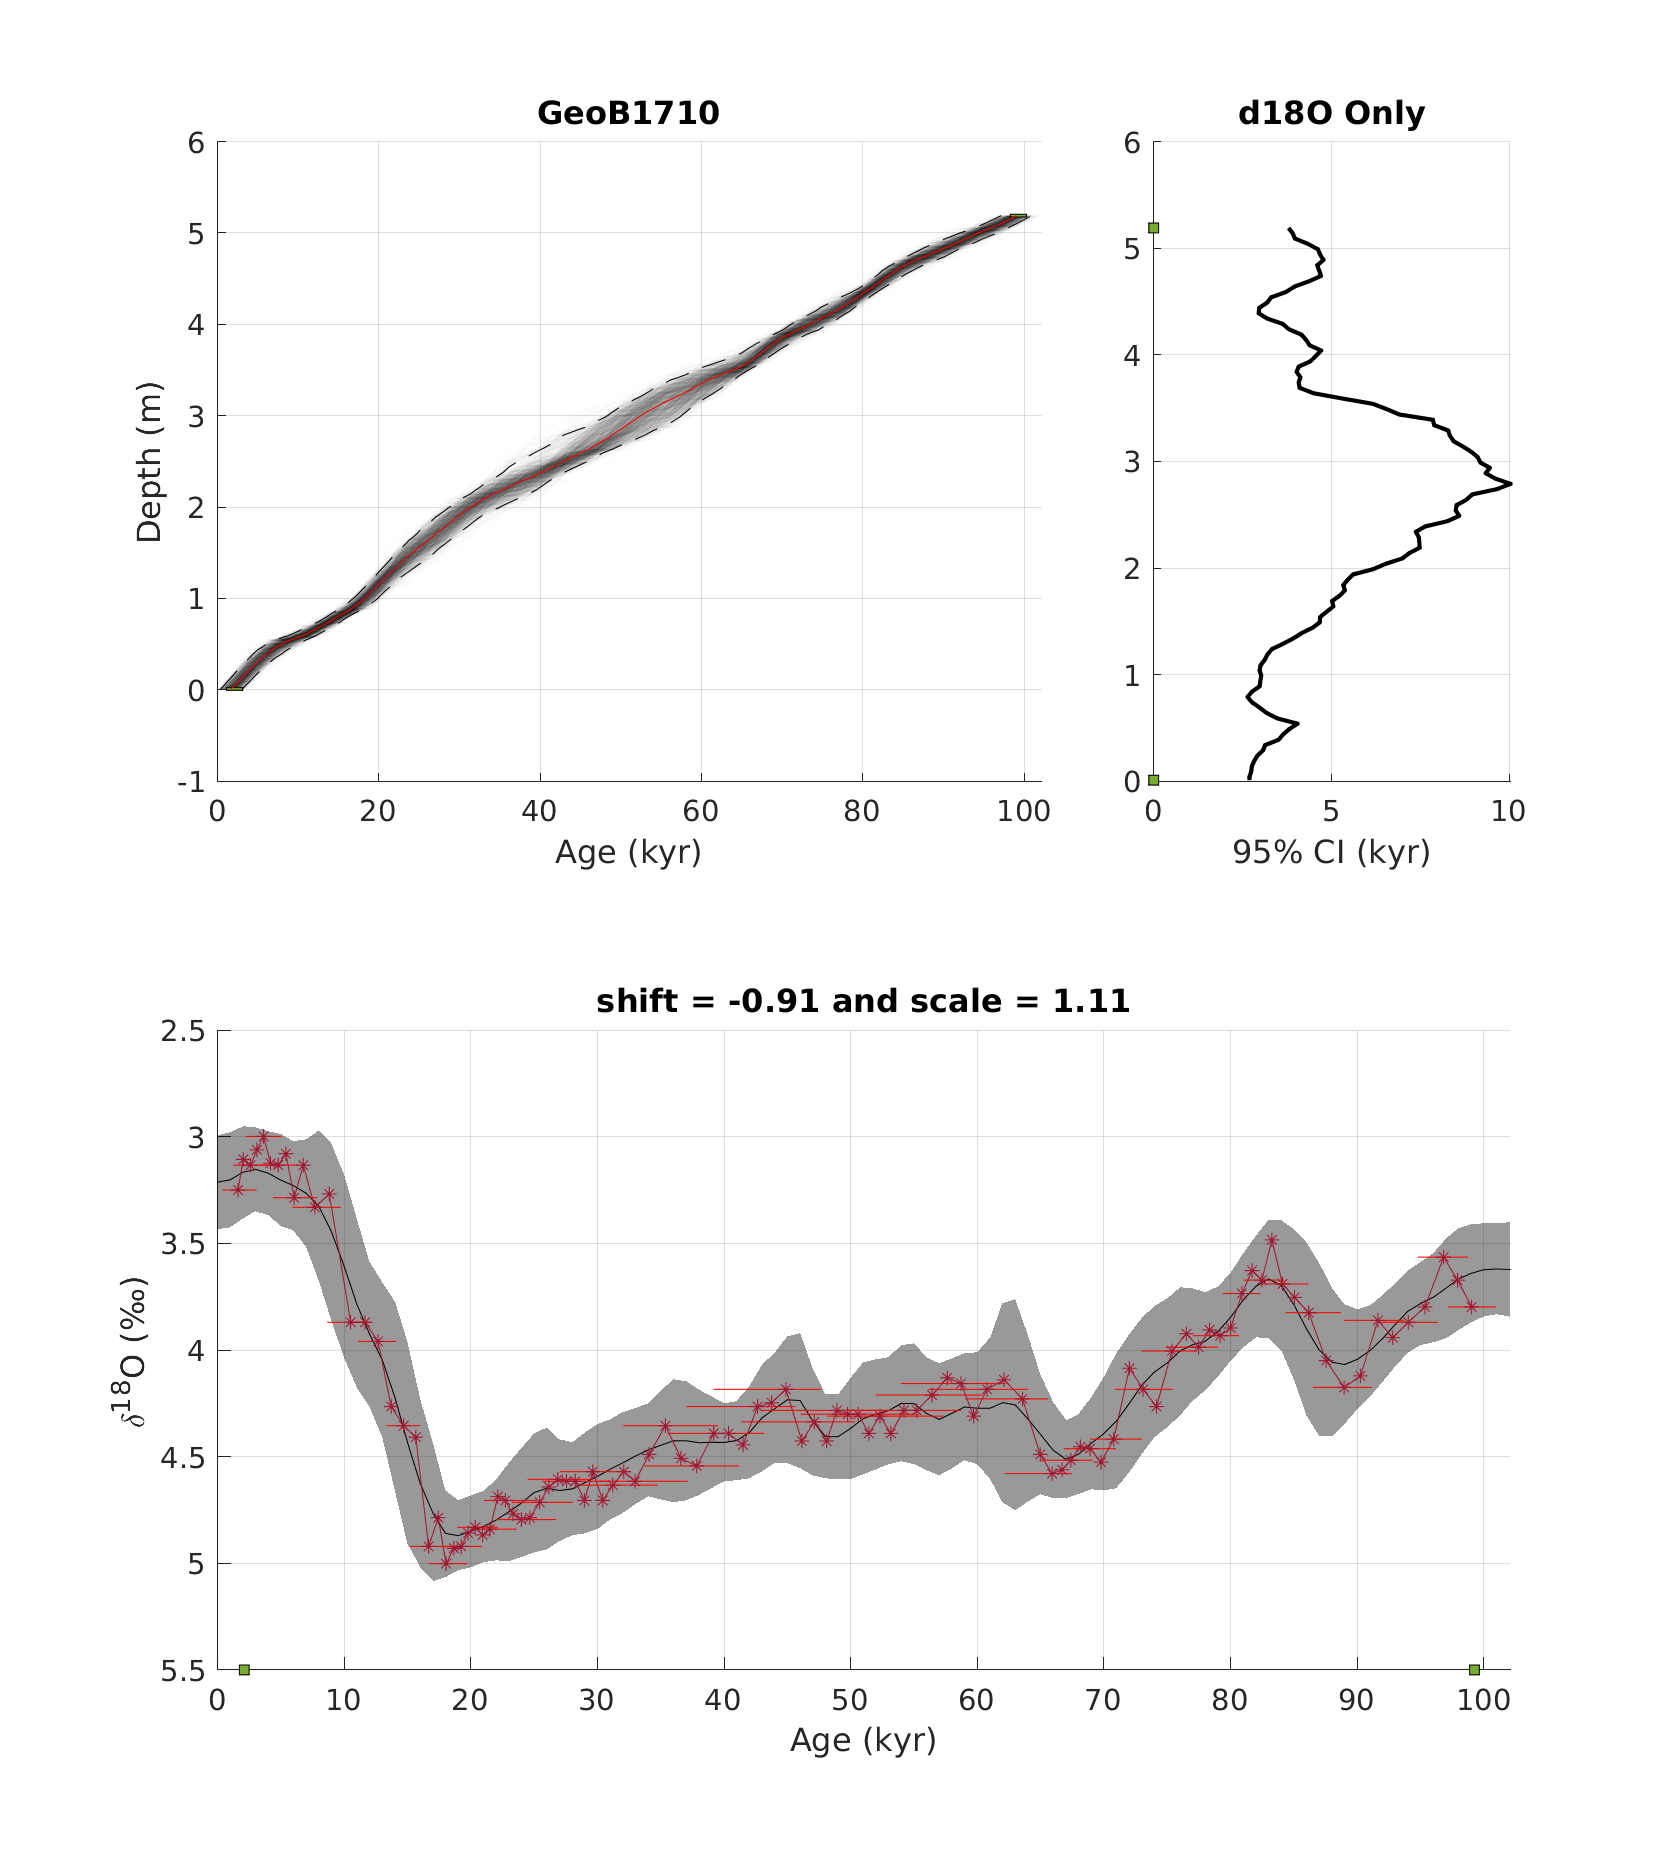 GeoB1710
d18O Only
6
5
4
3
2
1
0
-1
Depth (m)
0 20 40 60 80 100
Age (kyr)
6
5
4
3
2
1
0
0 5 10
95% CI (kyr)
shift = -0.91 and scale = 1.11
2.5
3
3.5
4
4.5
5
5.5
δ18O (‰)
0 10 20 30 40 50 60 70 80 90 100
Age (kyr)